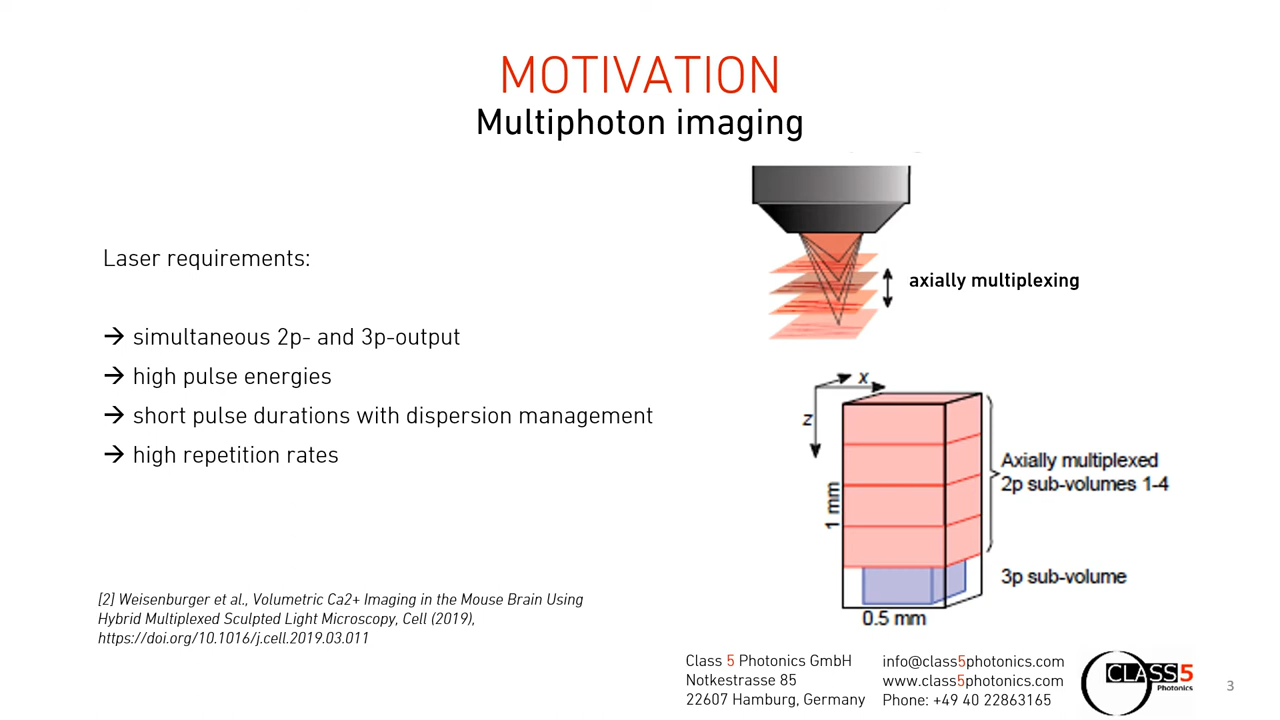 MOTIVATION
Multiphoton imaging
Laser requirements:
→ simultaneous 2p- and 3p-output
→ high pulse energies
→ short pulse durations with dispersion management
→ high repetition rates
axially multiplexing
x
z
1 mm
Axially multiplexed
2p sub-volumes 1-4
3p sub-volume
0.5 mm
[2] Weisenburger et al., Volumetric Ca2+ Imaging in the Mouse Brain Using
Hybrid Multiplexed Sculpted Light Microscopy, Cell (2019),
https://doi.org/10.1016/j.cell.2019.03.011
Class 5 Photonics GmbH
Notkestrasse 85
22607 Hamburg, Germany
info@class5photonics.com
www.class5photonics.com
Phone: +49 40 22863165
CLASS5
Photonics
3